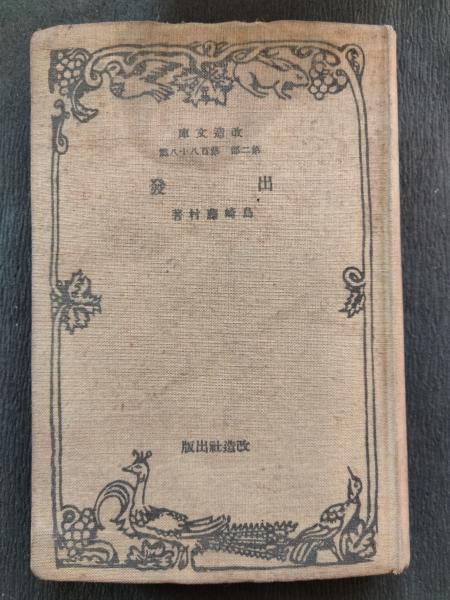 改造文庫
第二部 第百八十八篇
出發
島崎藤村著
改造社出版